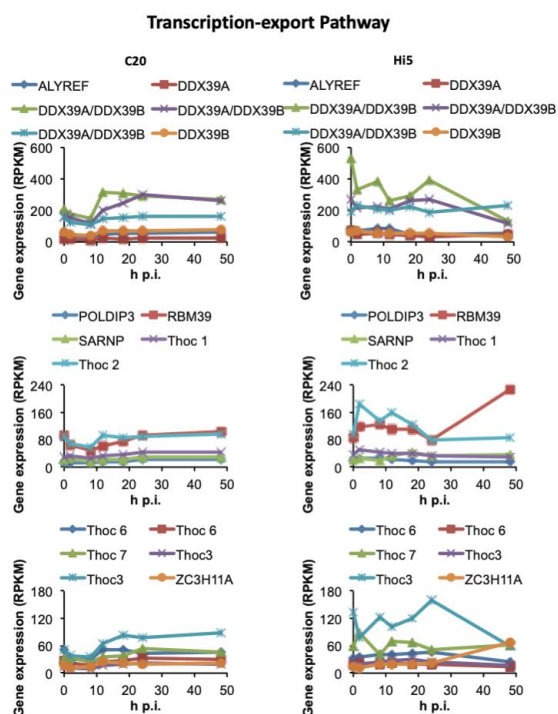 Transcription-export Pathway
C20
Hi5
ALYREF DDX39A
DDX39A/DDX39B DDX39A/DDX39B
DDX39A/DDX39B DDX39B
Gene expression (RPKM)
600
400
200
0
0 10 20 30 40 50
h p.i.
ALYREF DDX39A
DDX39A/DDX39B DDX39A/DDX39B
DDX39A/DDX39B DDX39B
Gene expression (RPKM)
600
400
200
0
0 10 20 30 40 50
h p.i.
POLDIP3 RBM39
SARNP Thoc 1
Thoc 2
Gene expression (RPKM)
240
160
80
0
0 10 20 30 40 50
h p.i.
POLDIP3 RBM39
SARNP Thoc 1
Thoc 2
Gene expression (RPKM)
240
160
80
0
0 10 20 30 40 50
h p.i.
Thoc 6 Thoc 6
Thoc 7 Thoc3
Thoc3 ZC3H11A
Gene expression (RPKM)
180
120
60
0
0 10 20 30 40 50
h p.i.
Thoc 6 Thoc 6
Thoc 7 Thoc3
Thoc3 ZC3H11A
Gene expression (RPKM)
180
120
60
0
0 10 20 30 40 50
h p.i.